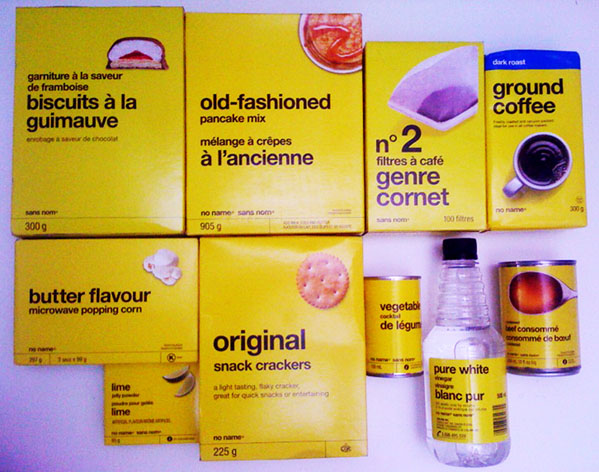 garniture à la saveur
de framboise
biscuits à la
guimauve
enrobage à saveur de chocolat
sans nom
300 g
old-fashioned
pancake mix
mélange à crêpes
à l'ancienne
no name sans nom
905 g
n° 2
filtres à café
genre
cornet
sans nom
100 filtres
dark roast
ground
coffee
no name
300 g
butter flavour
microwave popping corn
no name
lime
jelly powder
poudre pour gelée
lime
no name sans nom
original
snack crackers
a light tasting, flaky cracker,
great for quick snacks or entertaining
no name
225 g
vegetable
cocktail
de légum
no name sans nom
pure white
vinegar
vinaigre
blanc pur
beef consommé
consommé de bœuf
no name sans nom